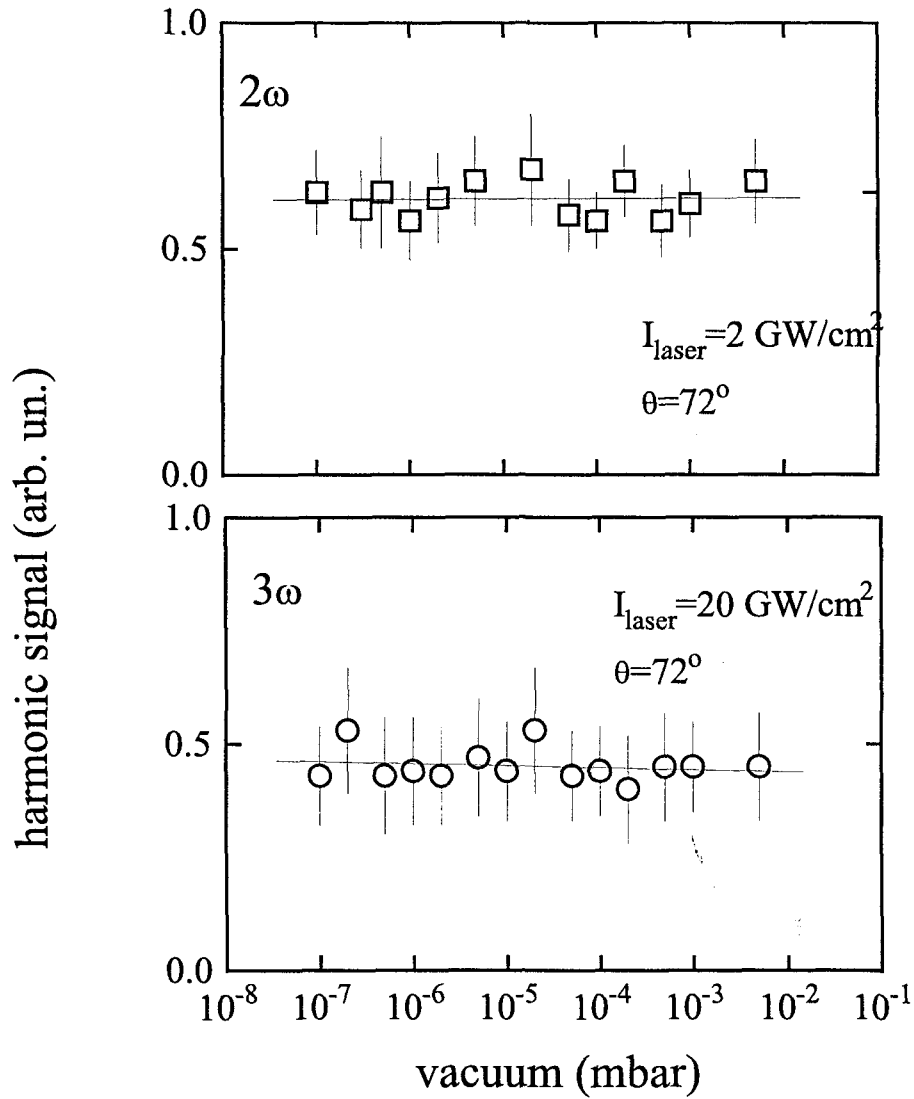 1.0
2ω
0.5
I_laser=2 GW/cm²
θ=72°
0.0
harmonic signal (arb. un.)
1.0
3ω
I_laser=20 GW/cm²
θ=72°
0.5
0.0
10⁻⁸ 10⁻⁷ 10⁻⁶ 10⁻⁵ 10⁻⁴ 10⁻³ 10⁻² 10⁻¹
vacuum (mbar)